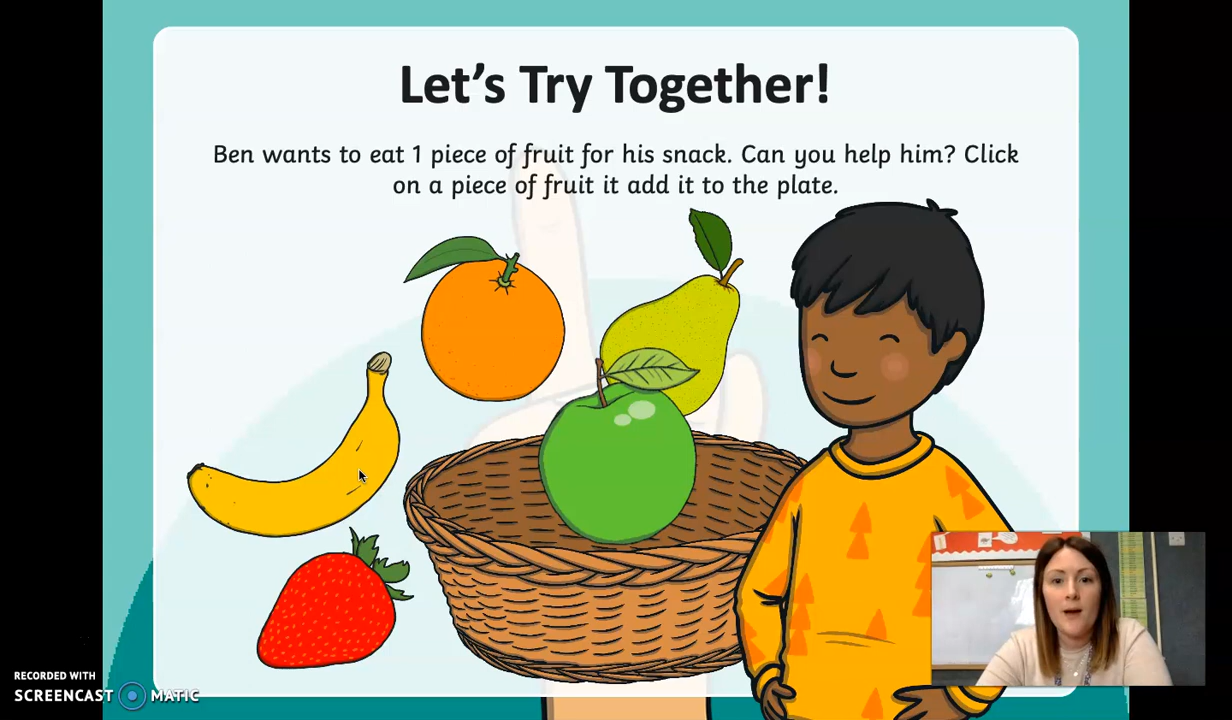 Let's Try Together!
Ben wants to eat 1 piece of fruit for his snack. Can you help him? Click
on a piece of fruit it add it to the plate.
RECORDED WITH
SCREENCAST MATIC